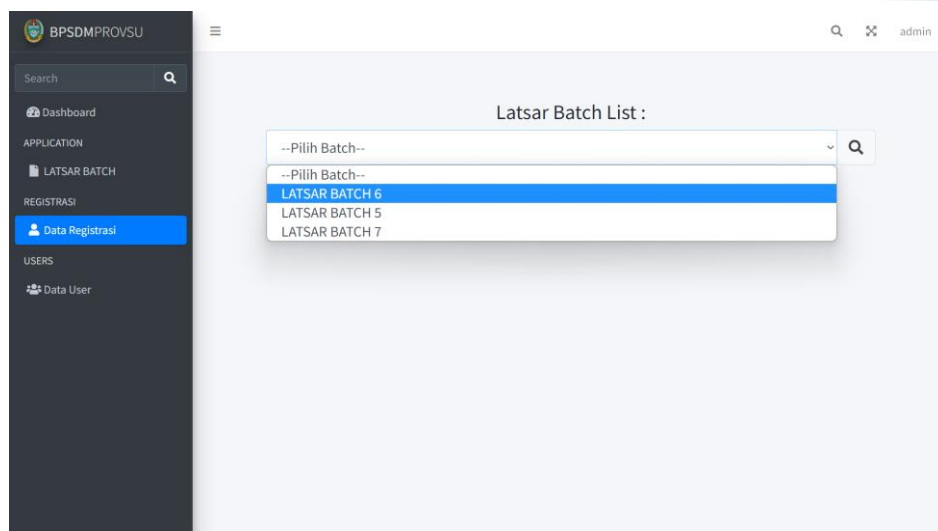 BPSDMPROVSU
admin
Search
Dashboard
APPLICATION
LATSAR BATCH
REGISTRASI
Data Registrasi
USERS
Data User
Latsar Batch List :
--Pilih Batch--
--Pilih Batch--
LATSAR BATCH 6
LATSAR BATCH 5
LATSAR BATCH 7